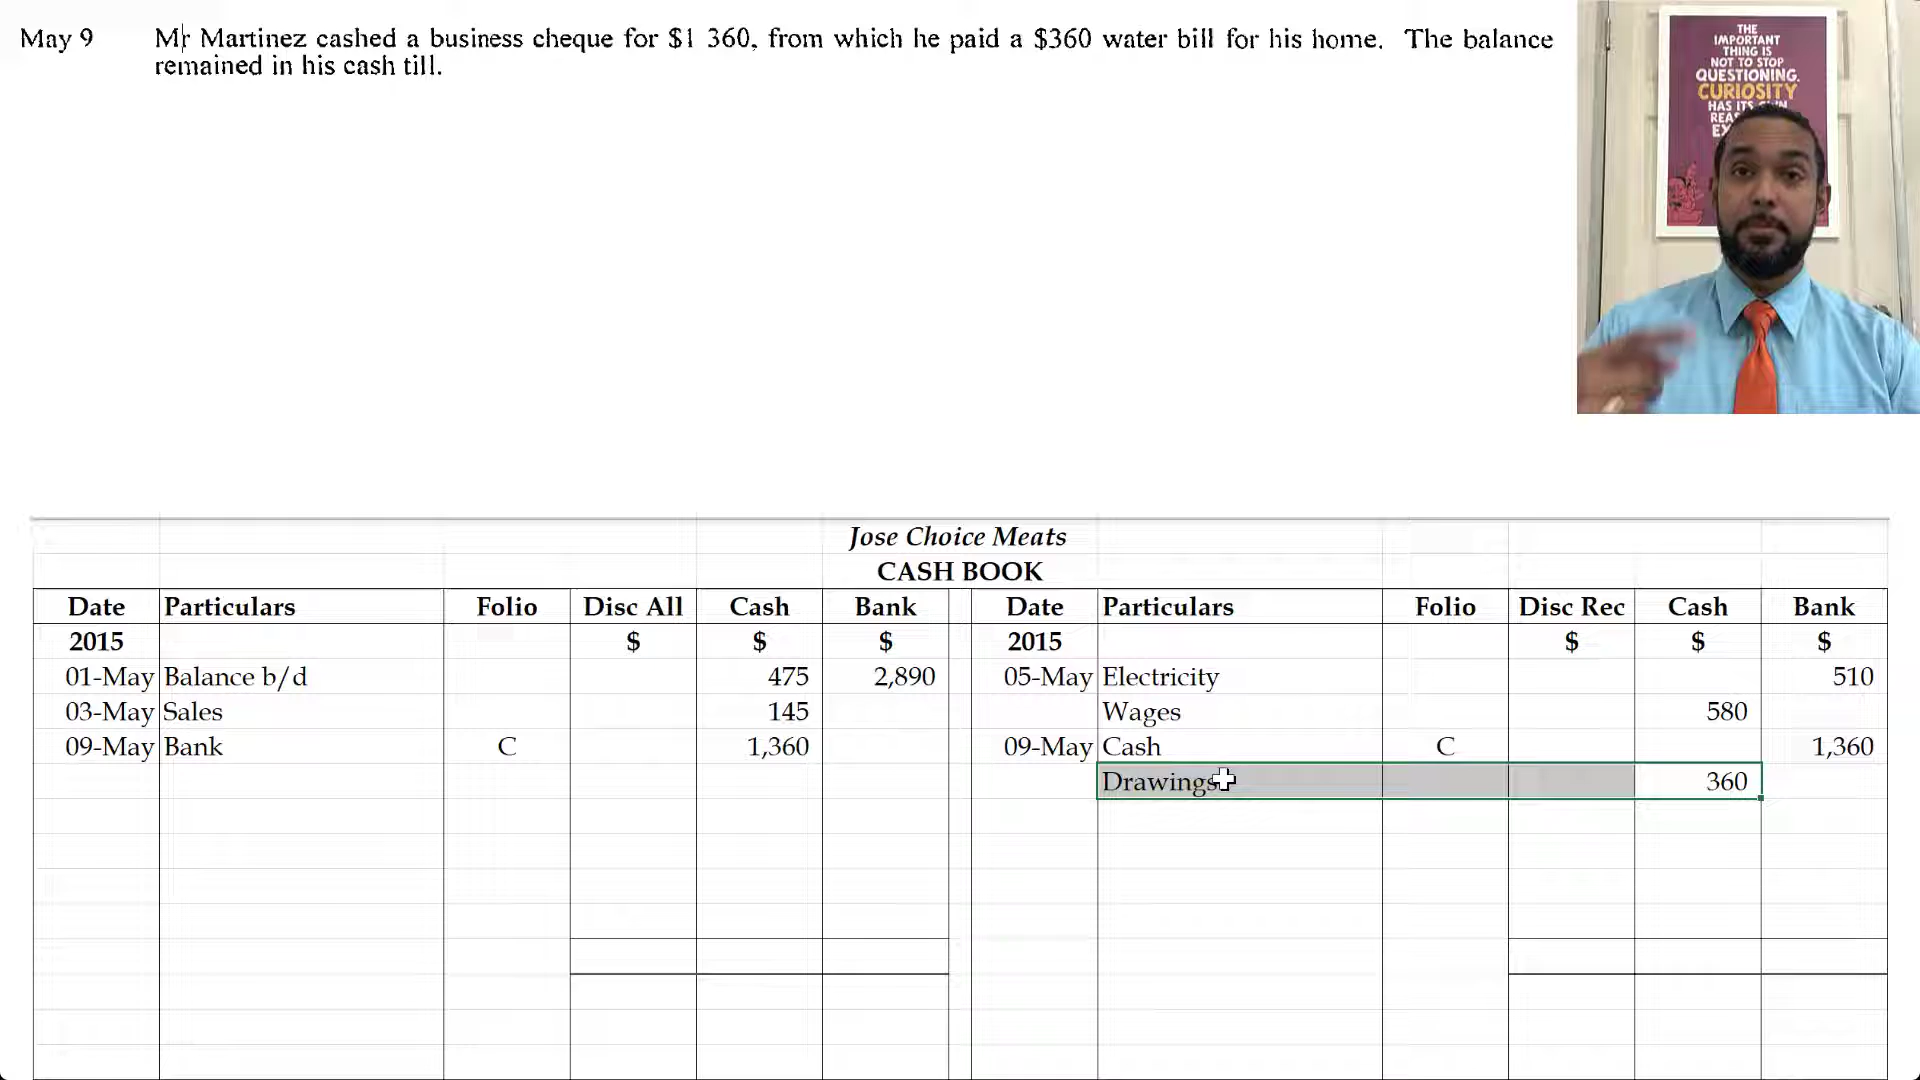 May 9 Mr Martinez cashed a business cheque for $1 360, from which he paid a $360 water bill for his home. The balance
remained in his cash till.
THE
IMPORTANT
THING IS
NOT TO STOP
QUESTIONING.
CURIOSITY
HAS ITS OWN
Jose Choice Meats
CASH BOOK
Date Particulars Folio Disc All Cash Bank Date Particulars Folio Disc Rec Cash Bank
2015 $ $ $ 2015 $ $ $
01-May Balance b/d 475 2,890 05-May Electricity 510
03-May Sales 145 Wages 580
09-May Bank C 1,360 09-May Cash C 1,360
Drawings 360